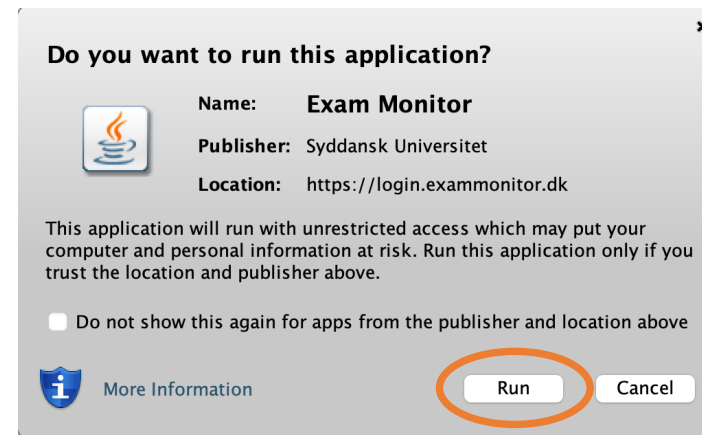 Do you want to run this application?
Name: Exam Monitor
Publisher: Syddansk Universitet
Location: https://login.exammonitor.dk
This application will run with unrestricted access which may put your
computer and personal information at risk. Run this application only if you
trust the location and publisher above.
Do not show this again for apps from the publisher and location above
More Information
Run
Cancel